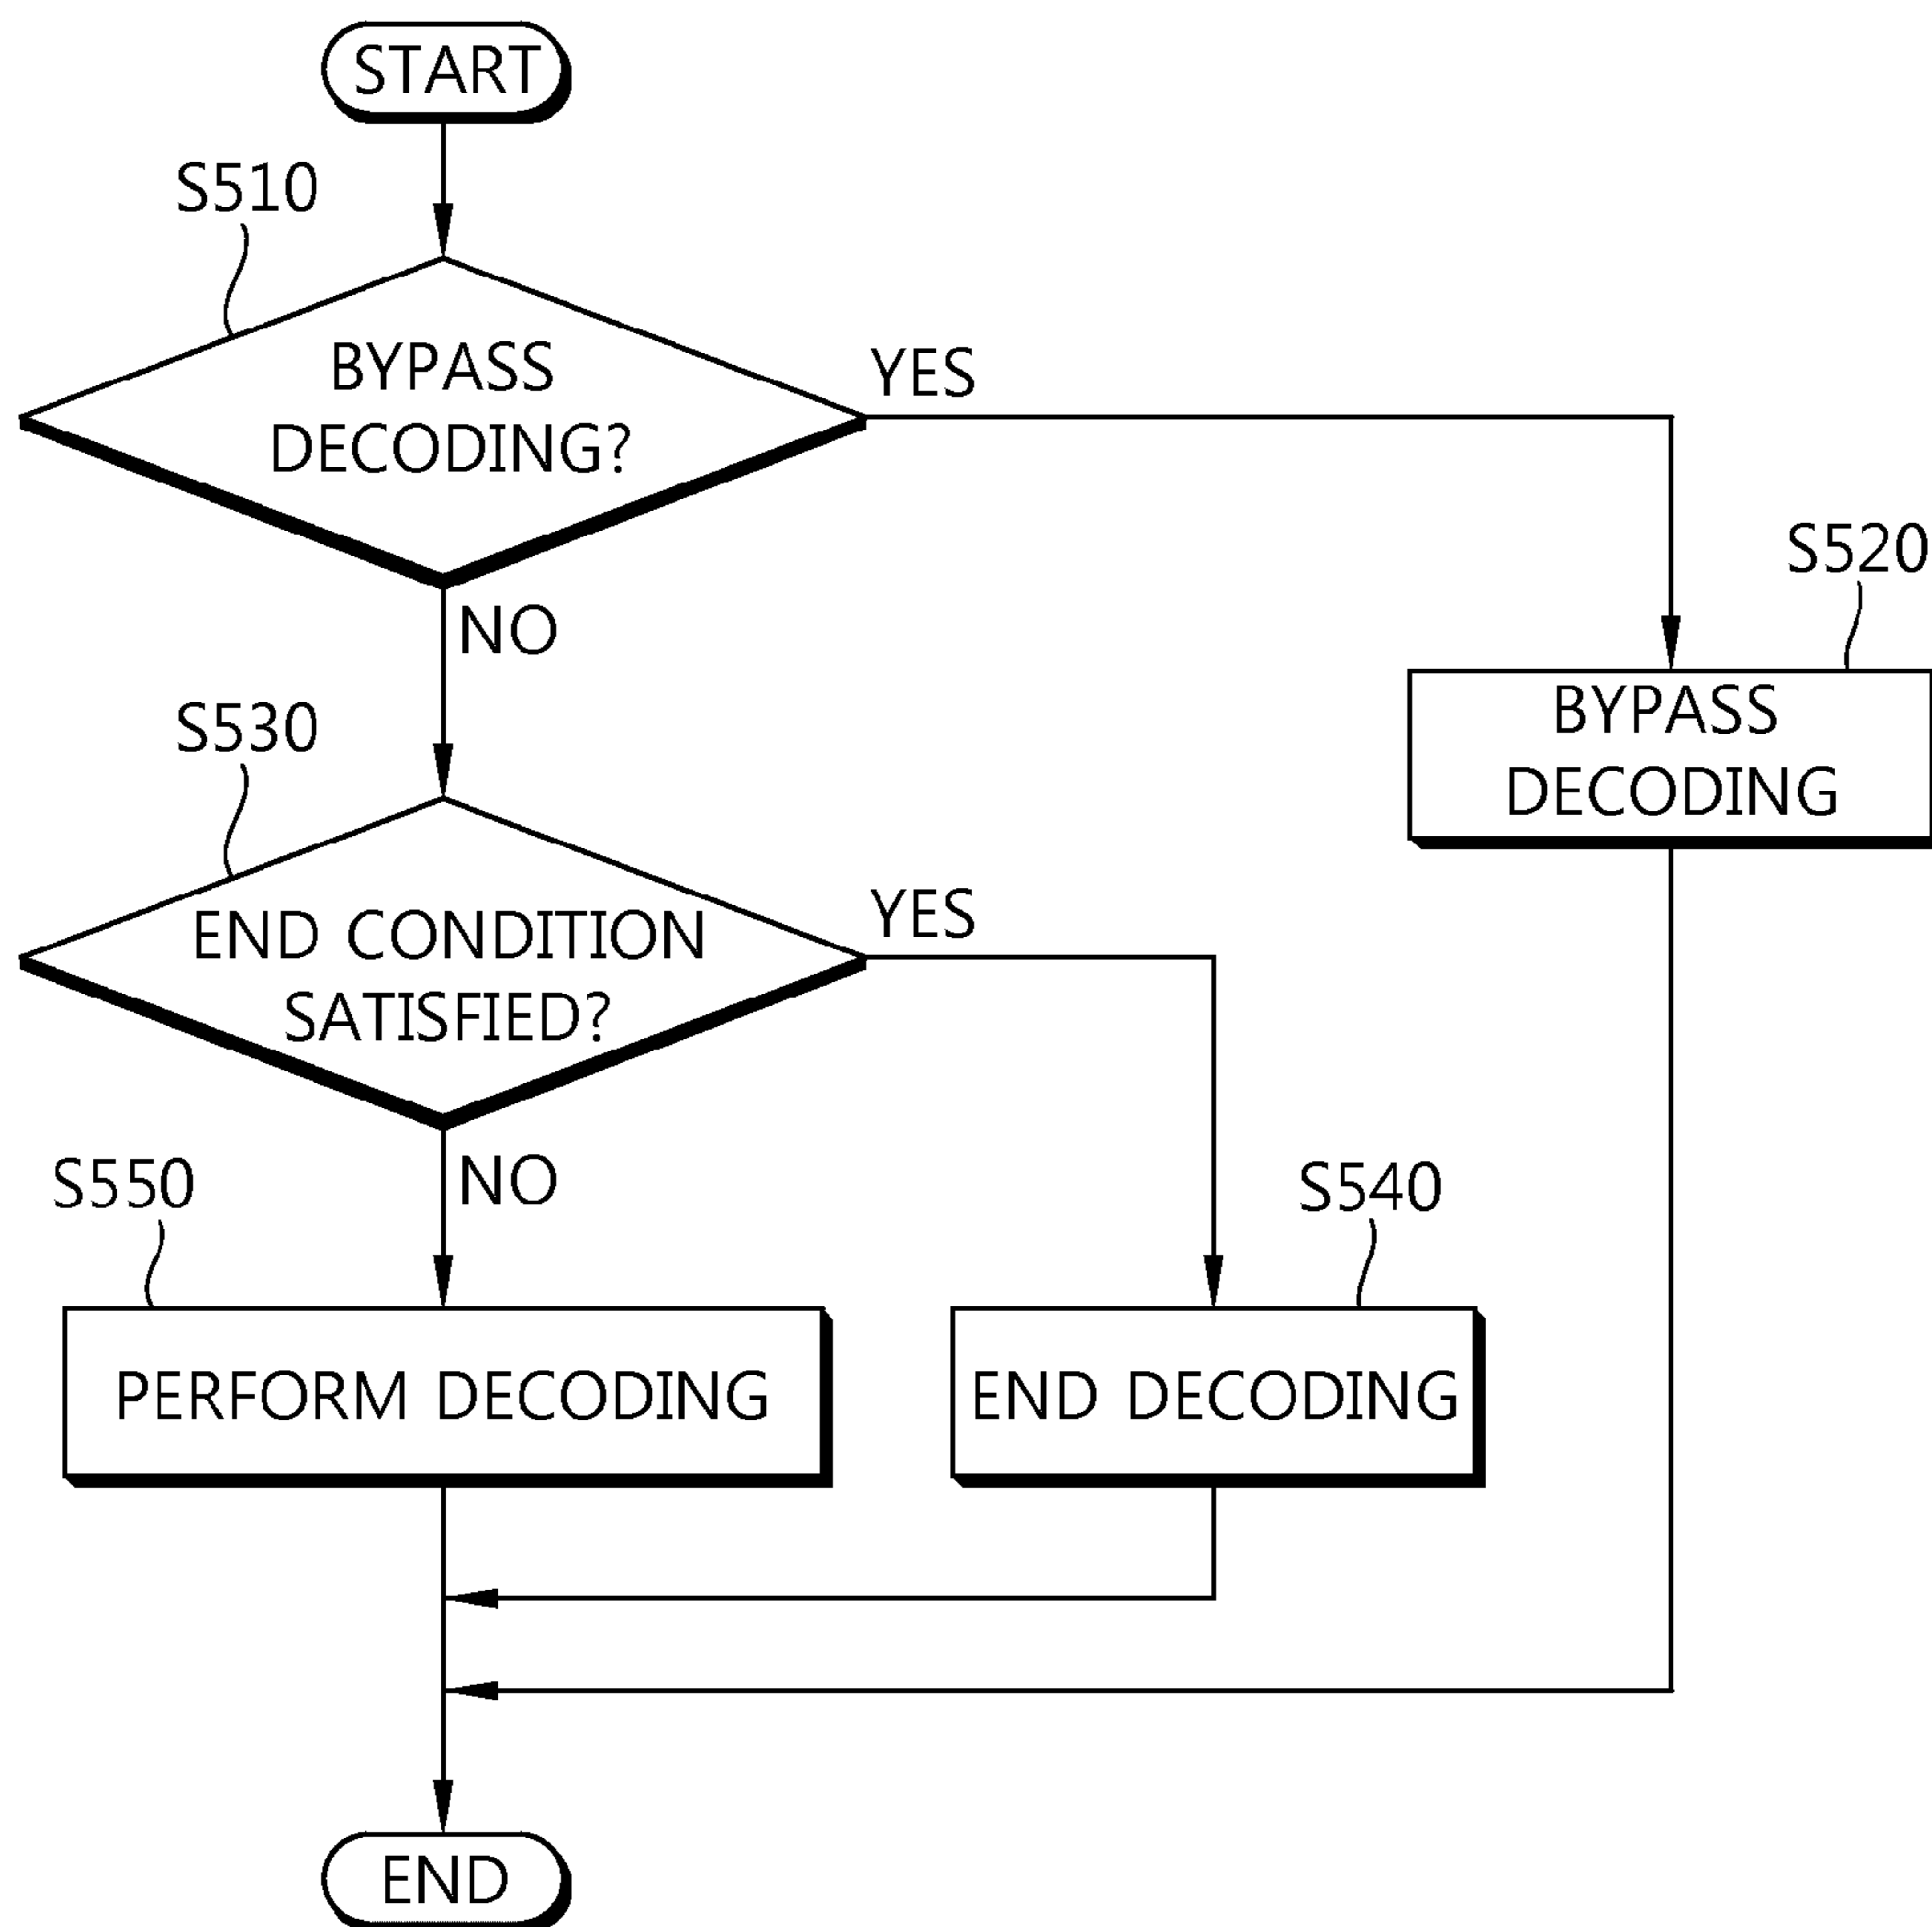 START
S510
BYPASS
DECODING?
YES
NO
S520
BYPASS
DECODING
S530
END CONDITION
SATISFIED?
YES
NO
S550
PERFORM DECODING
S540
END DECODING
END